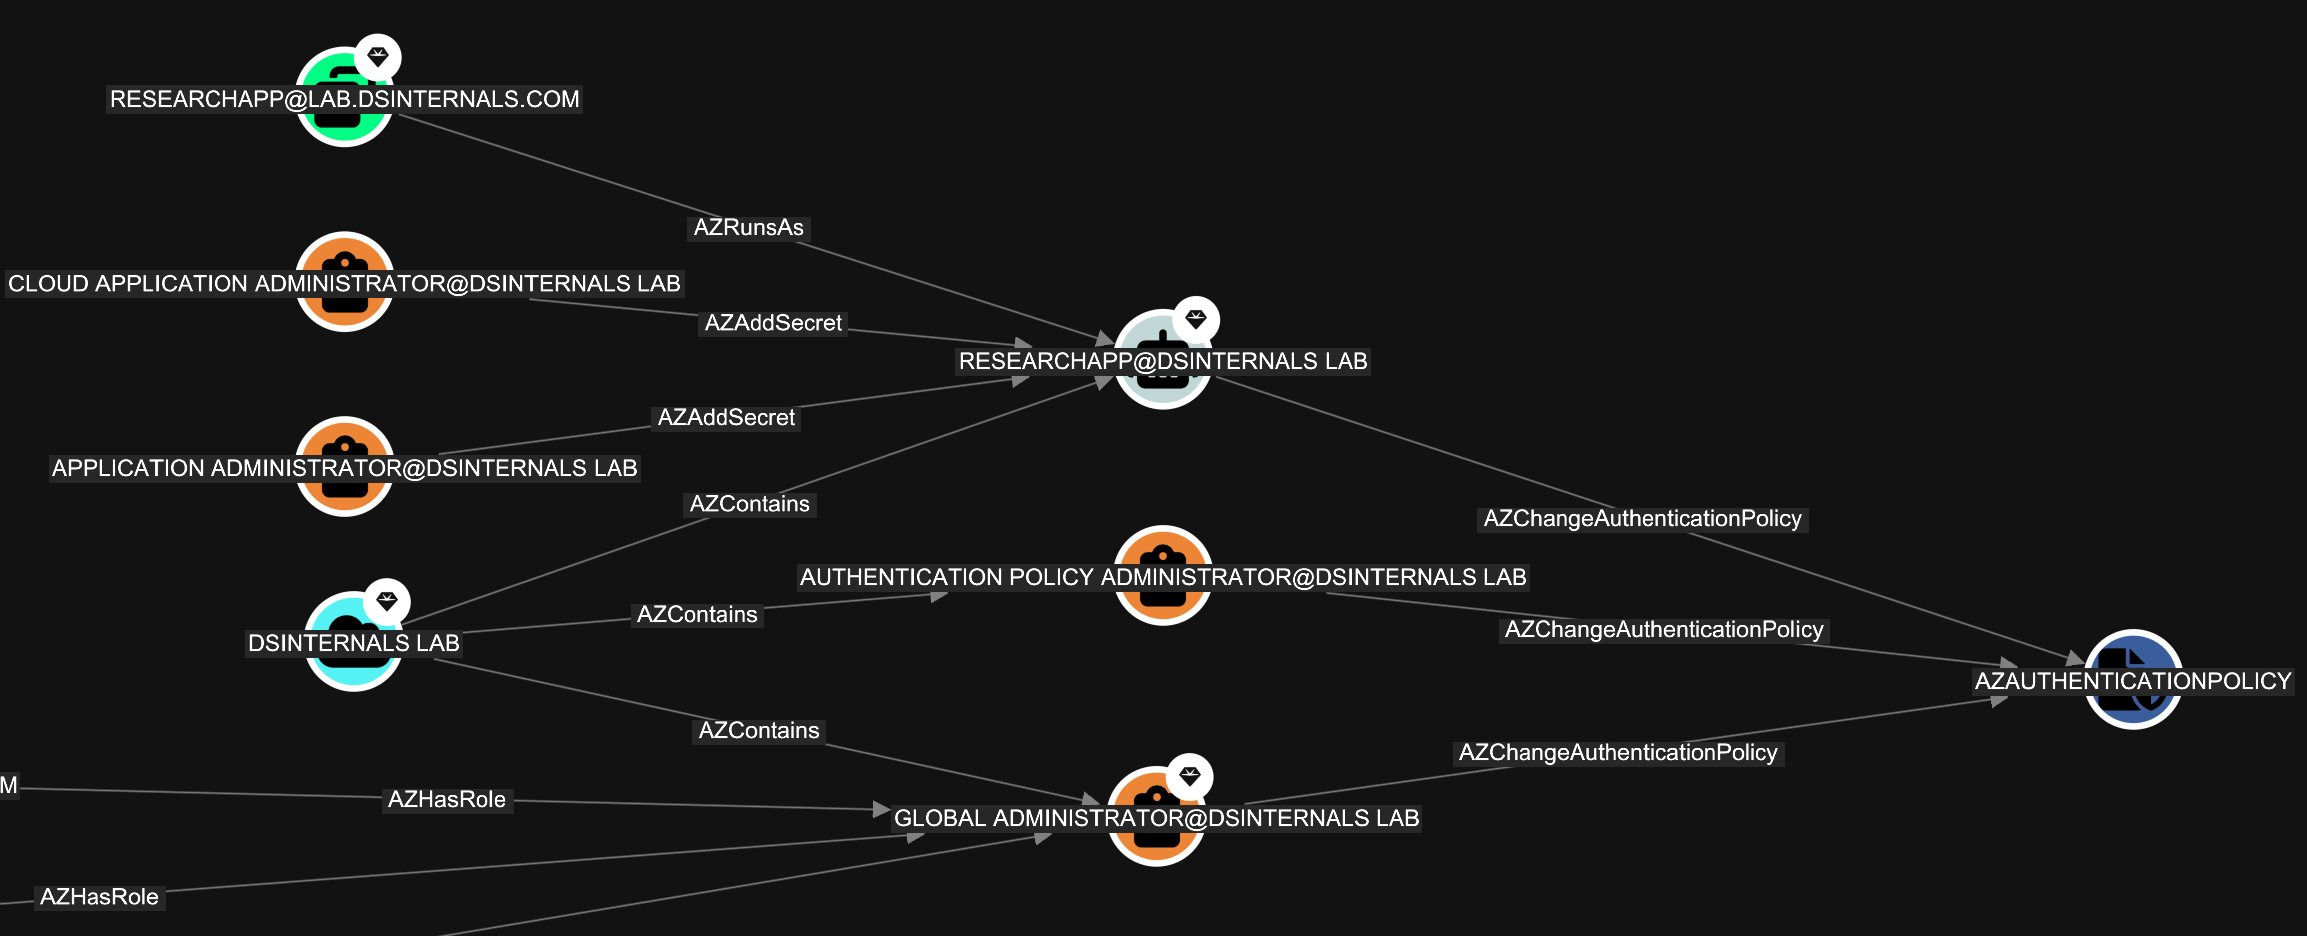 RESEARCHAPP@LAB.DSINTERNALS.COM
AZRunsAs
CLOUD APPLICATION ADMINISTRATOR@DSINTERNALS LAB
AZAddSecret
RESEARCHAPP@DSINTERNALS LAB
AZAddSecret
APPLICATION ADMINISTRATOR@DSINTERNALS LAB
AZContains
AZChangeAuthenticationPolicy
AUTHENTICATION POLICY ADMINISTRATOR@DSINTERNALS LAB
AZContains
AZChangeAuthenticationPolicy
DSINTERNALS LAB
AZAUTHENTICATIONPOLICY
AZContains
AZChangeAuthenticationPolicy
M
AZHasRole
GLOBAL ADMINISTRATOR@DSINTERNALS LAB
AZHasRole